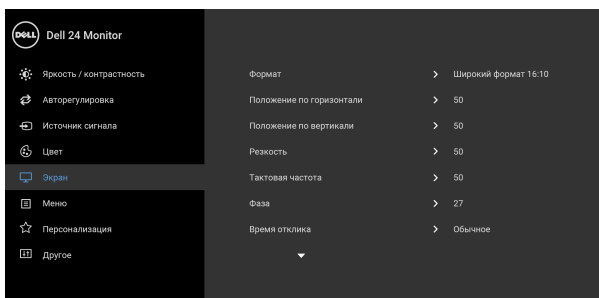 DELL Dell 24 Monitor
Яркость / контрастность
Авторегулировка
Источник сигнала
Цвет
Экран
Меню
Персонализация
Другое
Формат Широкий формат 16:10
Положение по горизонтали 50
Положение по вертикали 50
Резкость 50
Тактовая частота 50
Фаза 27
Время отклика Обычное